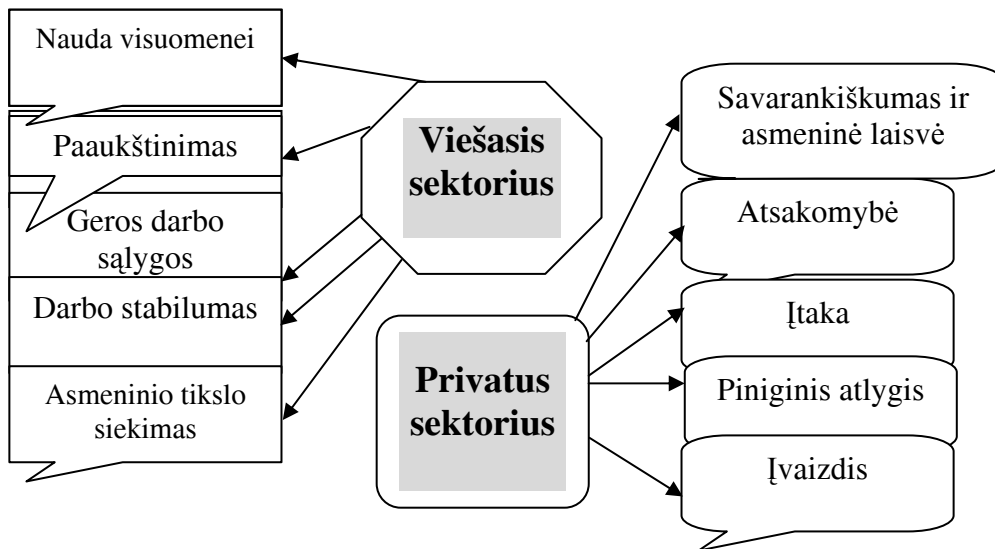 Nauda visuomenei
Paaukštinimas
Geros darbo
sąlygos
Darbo stabilumas
Asmeninio tikslo
siekimas
Viešasis
sektorius
Privatus
sektorius
Savarankiškumas ir
asmeninė laisvė
Atsakomybė
Įtaka
Piniginis atlygis
Įvaizdis